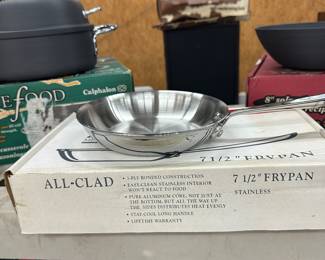 E FOOD
Calphalon
casserole
7 1/2" FRYPAN
ALL-CLAD
• 3-PLY BONDED CONSTRUCTION
• EASY-CLEAN STAINLESS INTERIOR
WON'T REACT TO FOOD
• PURE ALUMINUM CORE, NOT JUST AT
THE BOTTOM, BUT ALL THE WAY UP
THE SIDES DISTRIBUTES HEAT EVENLY
• STAY-COOL LONG HANDLE
• LIFETIME WARRANTY
7 1/2" FRYPAN
STAINLESS